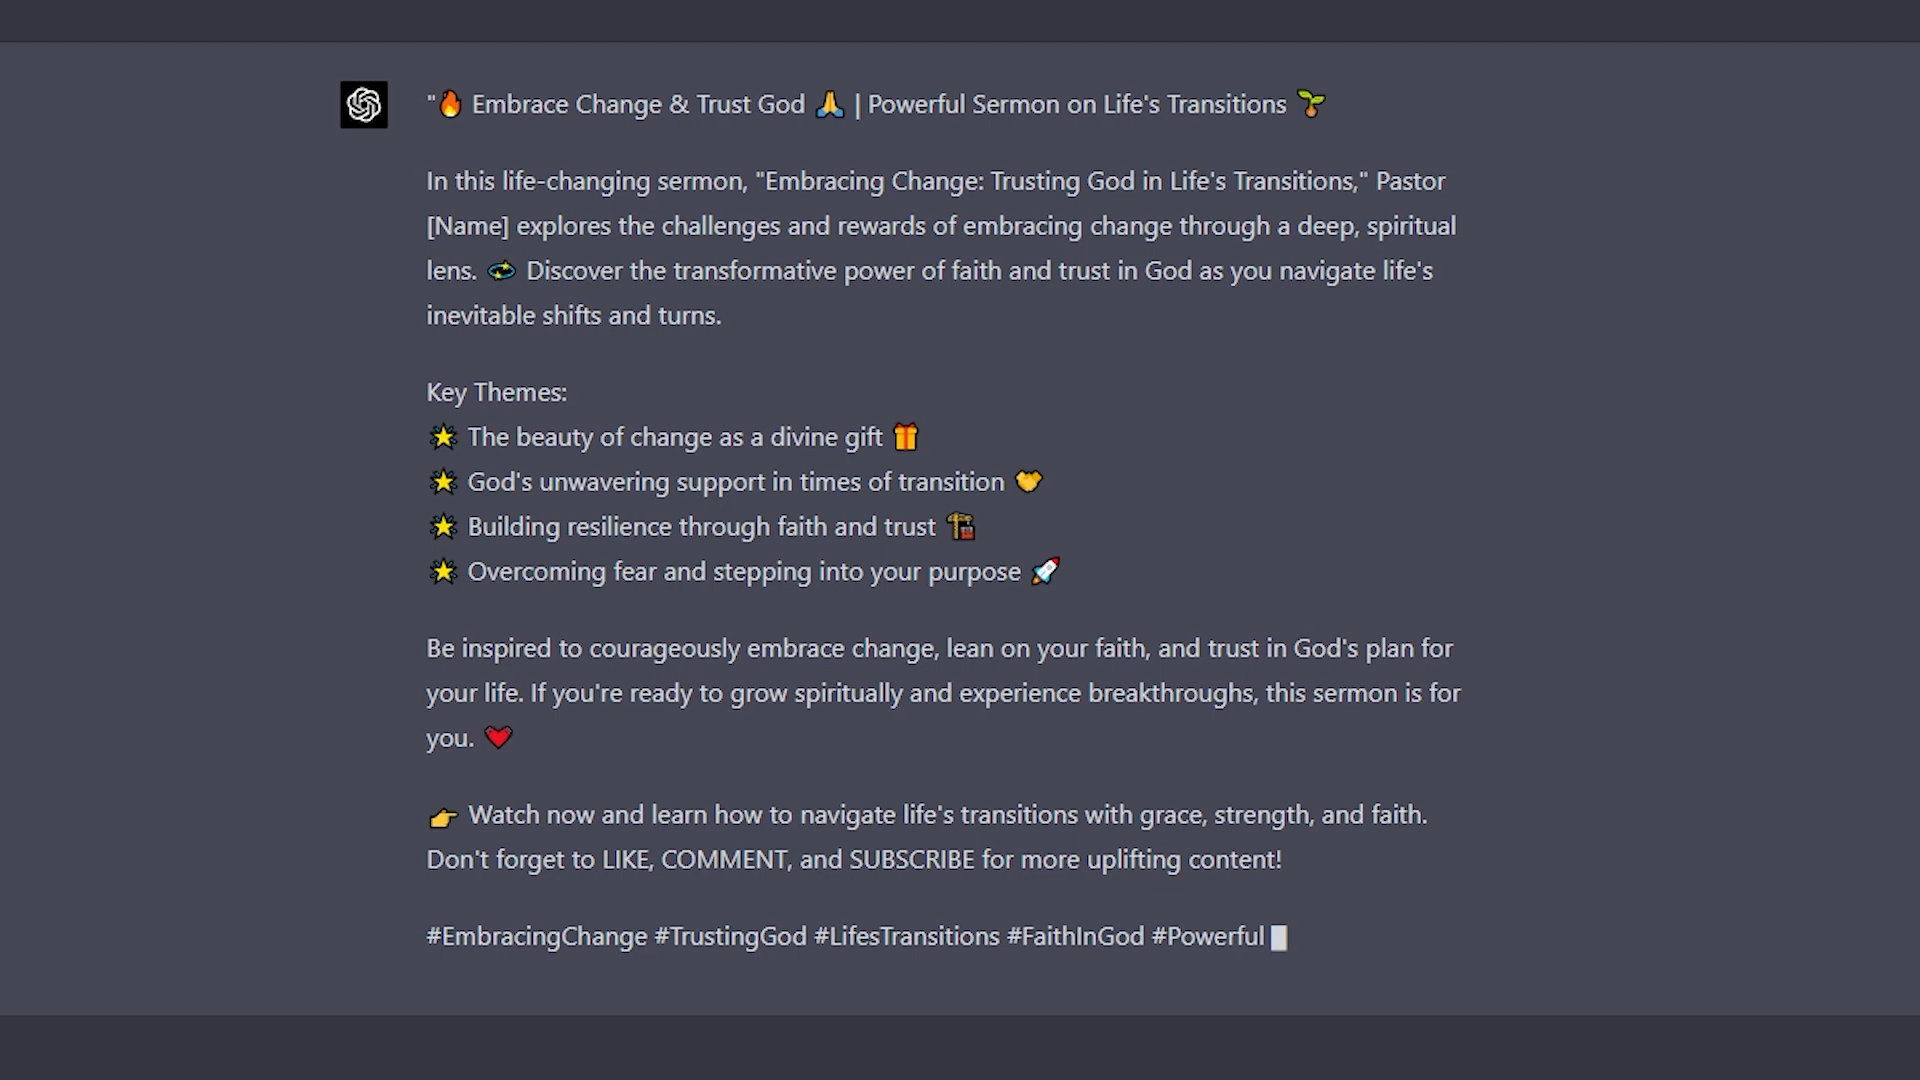 "🔥 Embrace Change & Trust God 🙏 | Powerful Sermon on Life's Transitions 🌱
In this life-changing sermon, "Embracing Change: Trusting God in Life's Transitions," Pastor
[Name] explores the challenges and rewards of embracing change through a deep, spiritual
lens. 💫 Discover the transformative power of faith and trust in God as you navigate life's
inevitable shifts and turns.
Key Themes:
🌟 The beauty of change as a divine gift 🎁
🌟 God's unwavering support in times of transition 💛
🌟 Building resilience through faith and trust 🏗️
🌟 Overcoming fear and stepping into your purpose 🚀
Be inspired to courageously embrace change, lean on your faith, and trust in God's plan for
your life. If you're ready to grow spiritually and experience breakthroughs, this sermon is for
you. ❤️
👉 Watch now and learn how to navigate life's transitions with grace, strength, and faith.
Don't forget to LIKE, COMMENT, and SUBSCRIBE for more uplifting content!
#EmbracingChange #TrustingGod #LifesTransitions #FaithInGod #Powerful